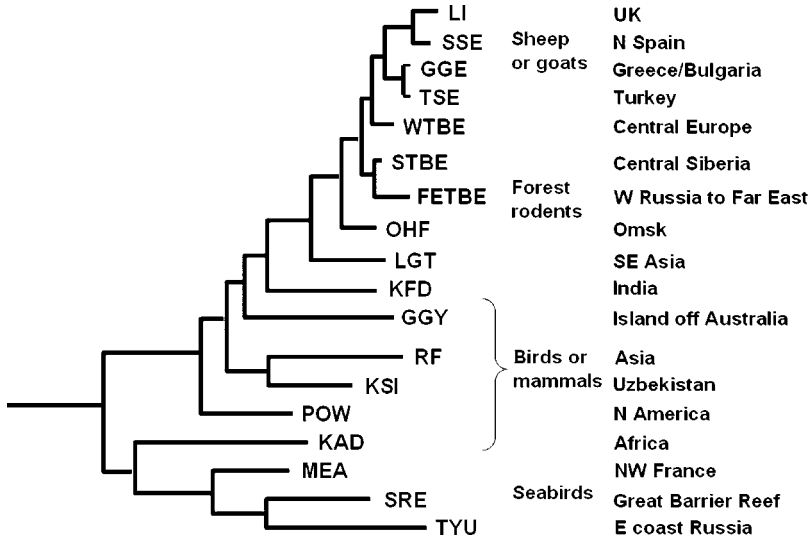 LI UK
SSE Sheep N Spain
GGE or goats Greece/Bulgaria
TSE Turkey
WTBE Central Europe
STBE Central Siberia
FETBE Forest W Russia to Far East
OHF rodents Omsk
LGT SE Asia
KFD India
GGY Island off Australia
RF Birds or Asia
KSI mammals Uzbekistan
POW N America
KAD Africa
MEA NW France
SRE Seabirds Great Barrier Reef
TYU E coast Russia